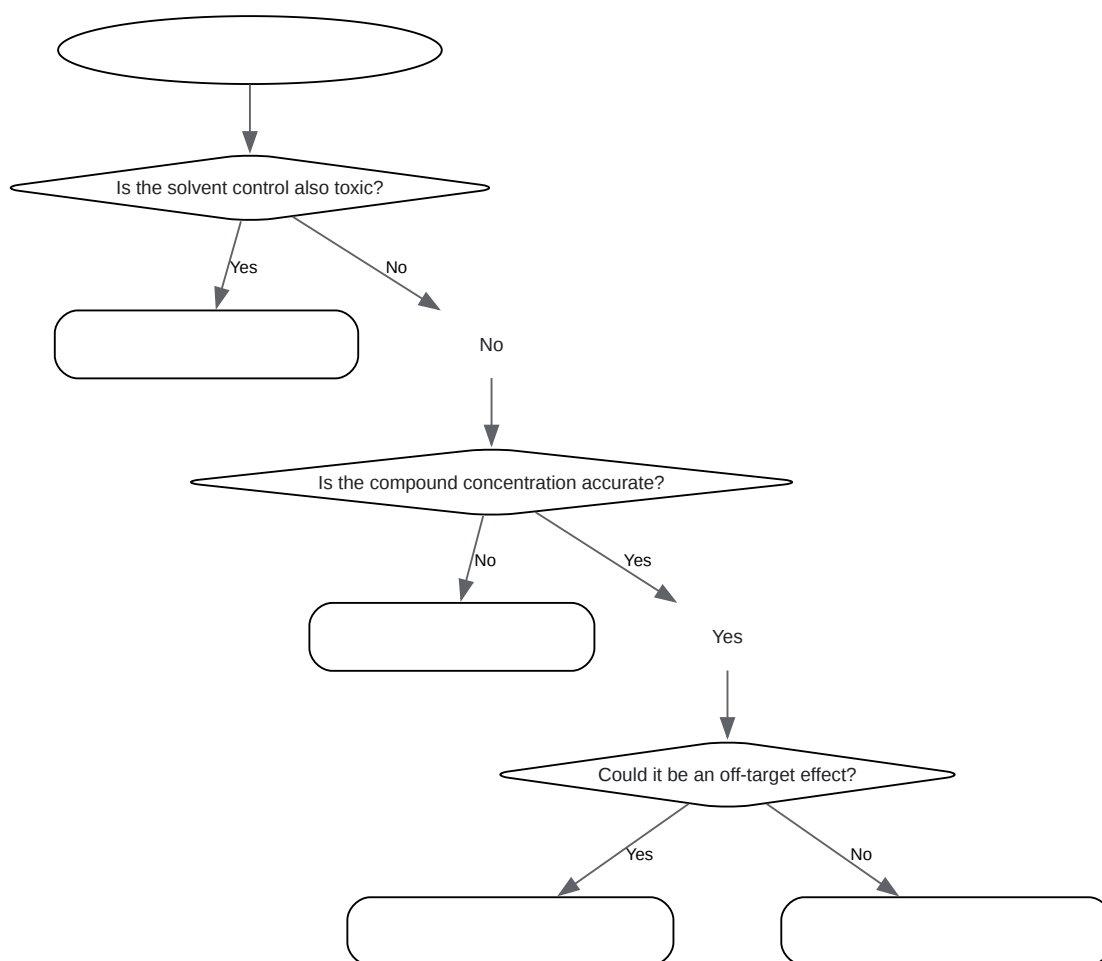 Is the solvent control also toxic?
Yes
No
No
Is the compound concentration accurate?
No
Yes
Yes
Could it be an off-target effect?
Yes
No